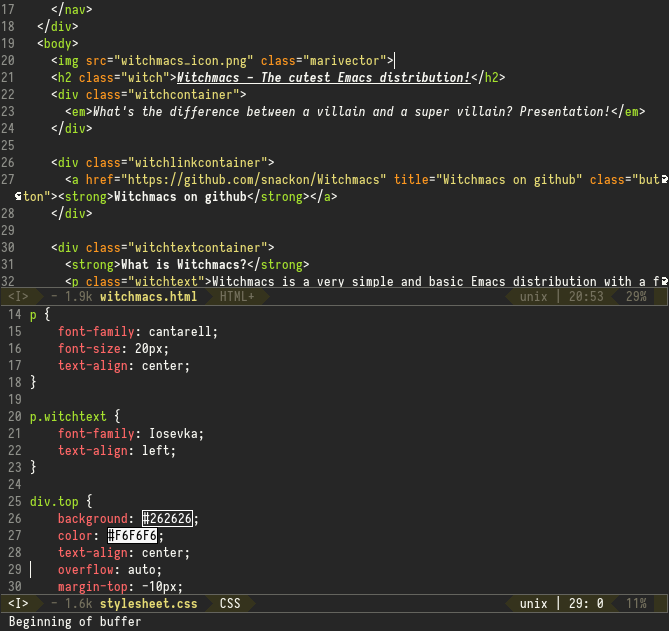 17 </nav>
18 </div>
19 <body>
20 <img src="witchmacs_icon.png" class="marivector">
21 <h2 class="witch">Witchmacs - The cutest Emacs distribution!</h2>
22 <div class="witchcontainer">
23 <em>What's the difference between a villain and a super villain? Presentation!</em>
24 </div>
25
26 <div class="witchlinkcontainer">
27 <a href="https://github.com/snackon/Witchmacs" title="Witchmacs on github" class="but
ton"><strong>Witchmacs on github</strong></a>
28 </div>
29
30 <div class="witchtextcontainer">
31 <strong>What is Witchmacs?</strong>
32 <p class="witchtext">Witchmacs is a very simple and basic Emacs distribution with a f
<I> - 1.9k witchmacs.html HTML+ unix | 20:53 29%
14 p {
15 font-family: cantarell;
16 font-size: 20px;
17 text-align: center;
18 }
19
20 p.witchtext {
21 font-family: Iosevka;
22 text-align: left;
23 }
24
25 div.top {
26 background: #262626;
27 color: #F6F6F6;
28 text-align: center;
29 overflow: auto;
30 margin-top: -10px;
<I> - 1.6k stylesheet.css CSS unix | 29: 0 11%
Beginning of buffer